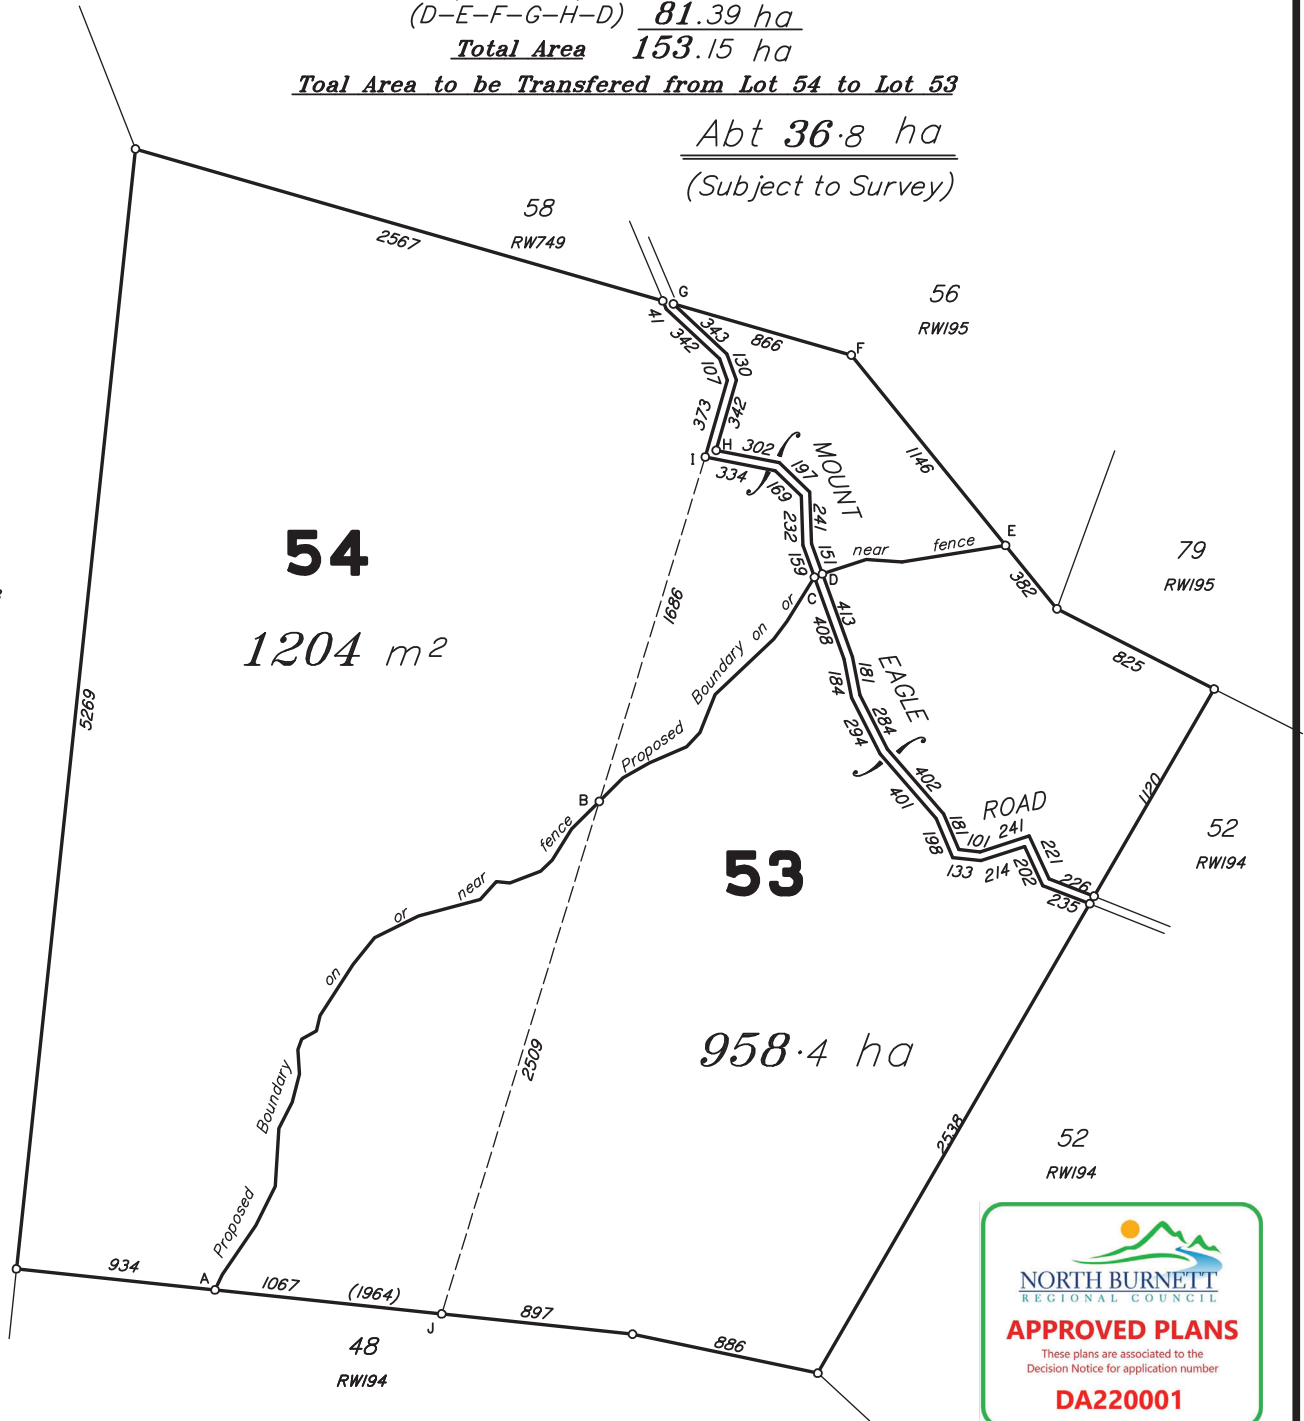 (D-E-F-G-H-D) 81.39 ha
Total Area 153.15 ha
Toal Area to be Transfered from Lot 54 to Lot 53
Abt 36·8 ha
(Subject to Survey)
58
RW749
2567
G
56
RW195
41
342
343
866
F
107
130
373
342
1146
I
H
302
334
197
169
MOUNT
232
241
159
151
near fence
E
D
C
382
79
RW195
54
1204 m²
1686
5269
413
408
825
181
184
EAGLE
284
294
Proposed Boundary on or
B
402
401
1120
ROAD
181
198
101
241
133
214
221
202
226
235
52
RW194
53
958·4 ha
Proposed Boundary on or near fence
2509
2538
52
RW194
934
A
1067
(1964)
J
897
886
48
RW194
NORTH BURNETT
REGIONAL COUNCIL
APPROVED PLANS
These plans are associated to the
Decision Notice for application number
DA220001